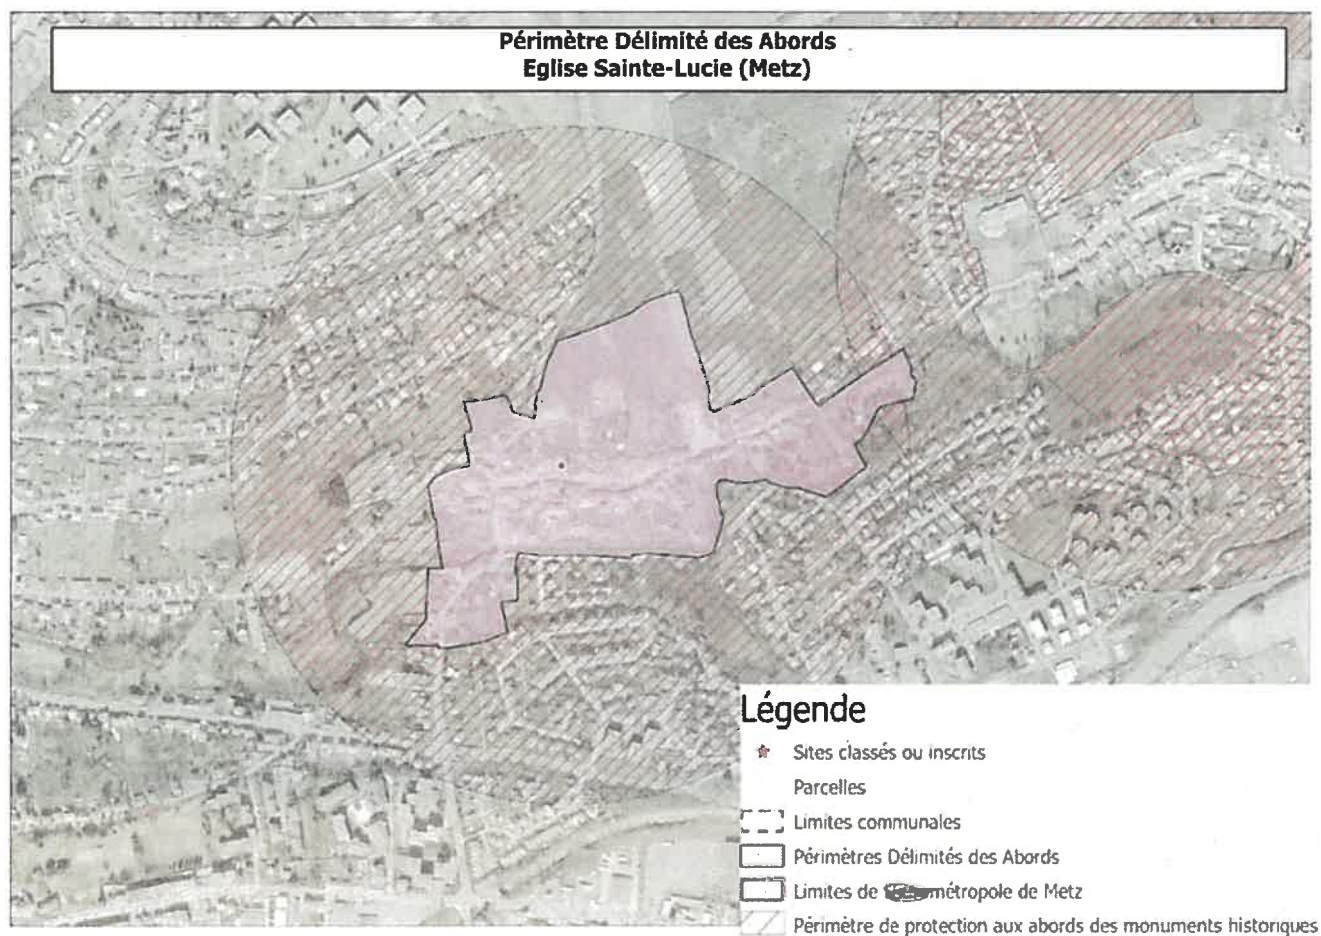 Périmètre Délimité des Abords
Eglise Sainte-Lucie (Metz)
Légende
Sites classés ou inscrits
Parcelles
Limites communales
Périmètres Délimités des Abords
Limites de métropole de Metz
Périmètre de protection aux abords des monuments historiques